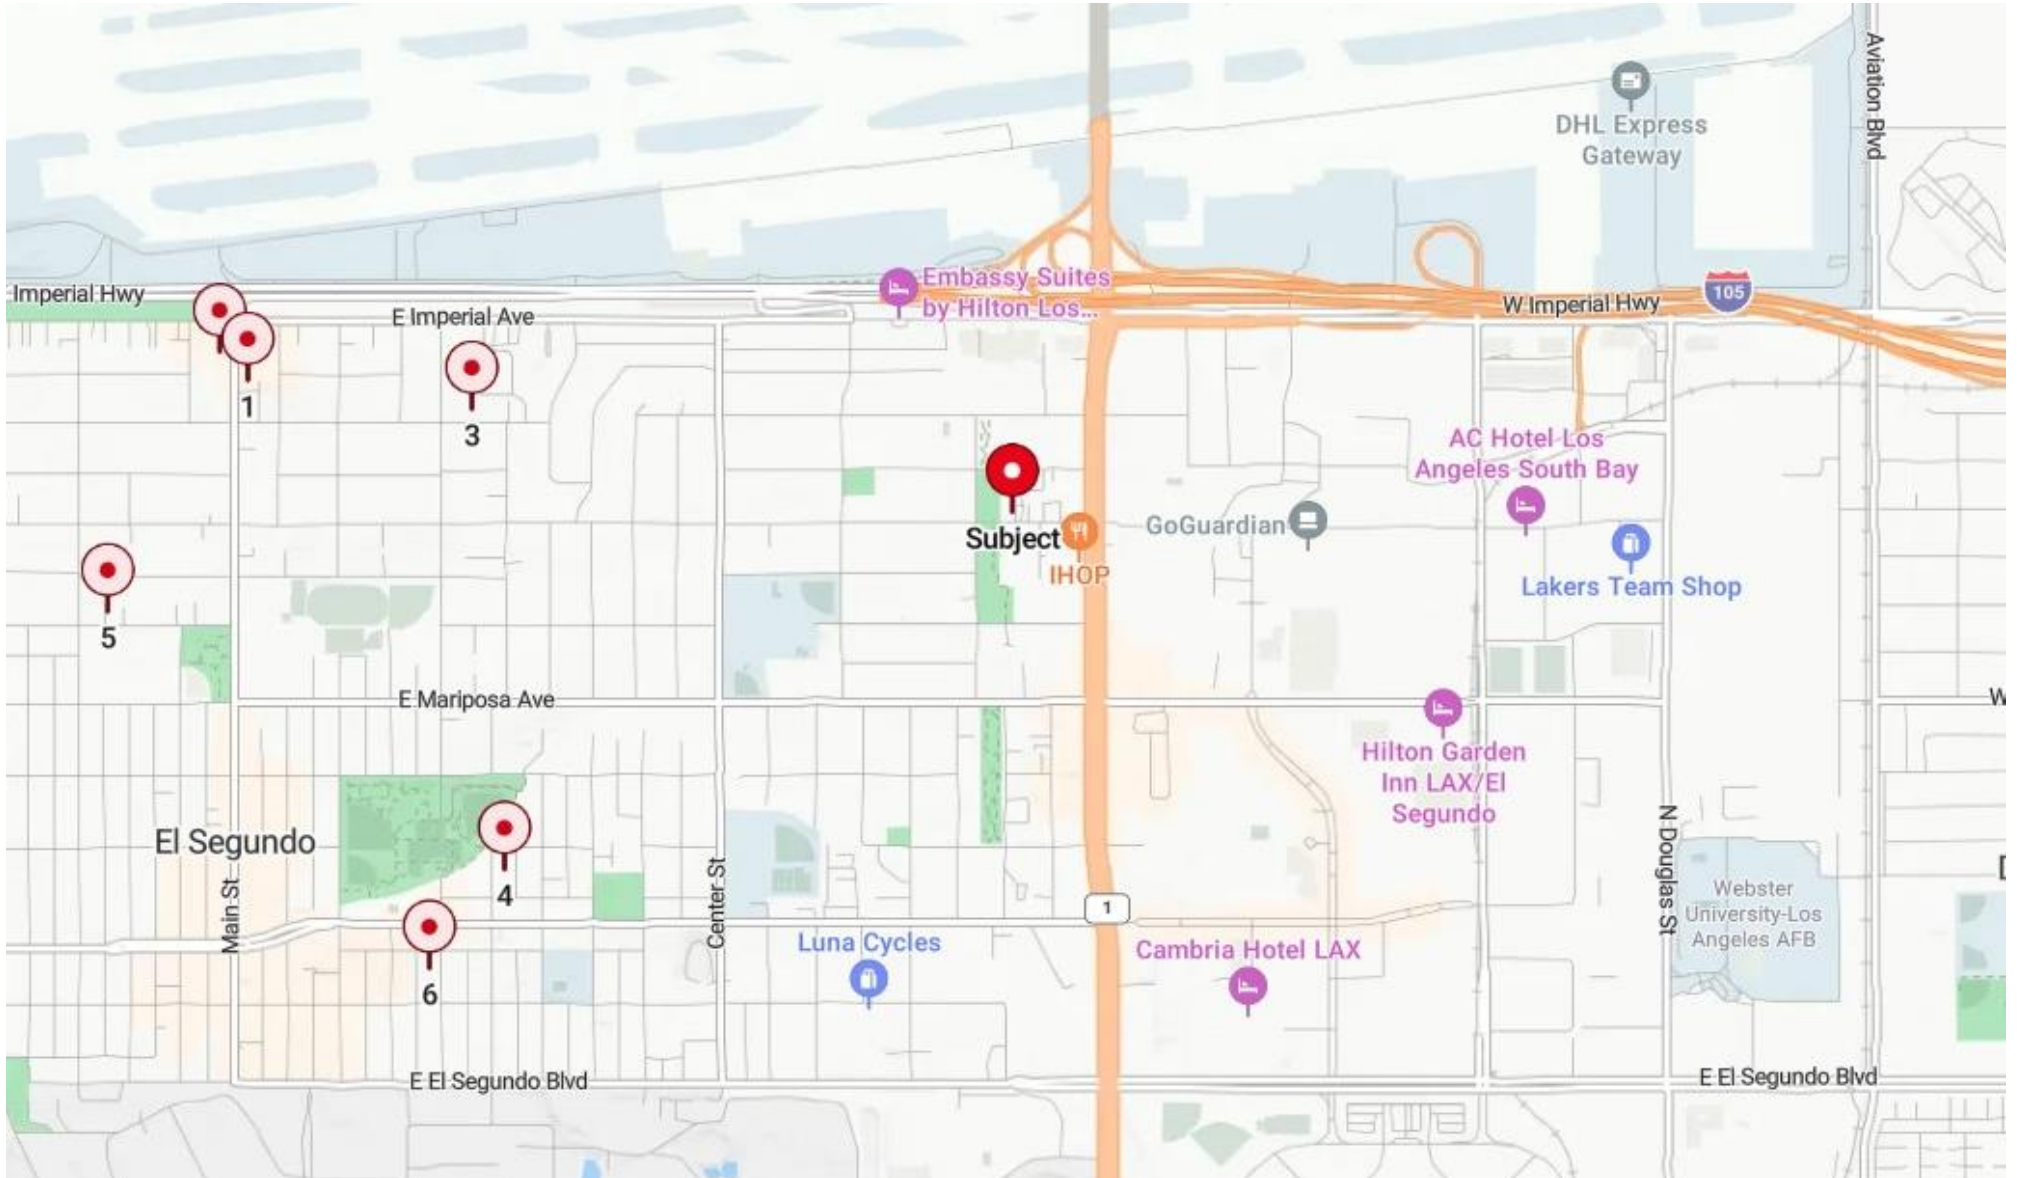 Aviation Blvd
DHL Express
Gateway
Imperial Hwy
E Imperial Ave
Embassy Suites
by Hilton Los...
W Imperial Hwy
105
1
3
AC Hotel Los
Angeles South Bay
Subject
IHOP
GoGuardian
Lakers Team Shop
5
E Mariposa Ave
W
Hilton Garden
Inn LAX/El
Segundo
El Segundo
4
Main St
Center St
1
N Douglas St
Webster
University-Los
Angeles AFB
6
Luna Cycles
Cambria Hotel LAX
E El Segundo Blvd
E El Segundo Blvd